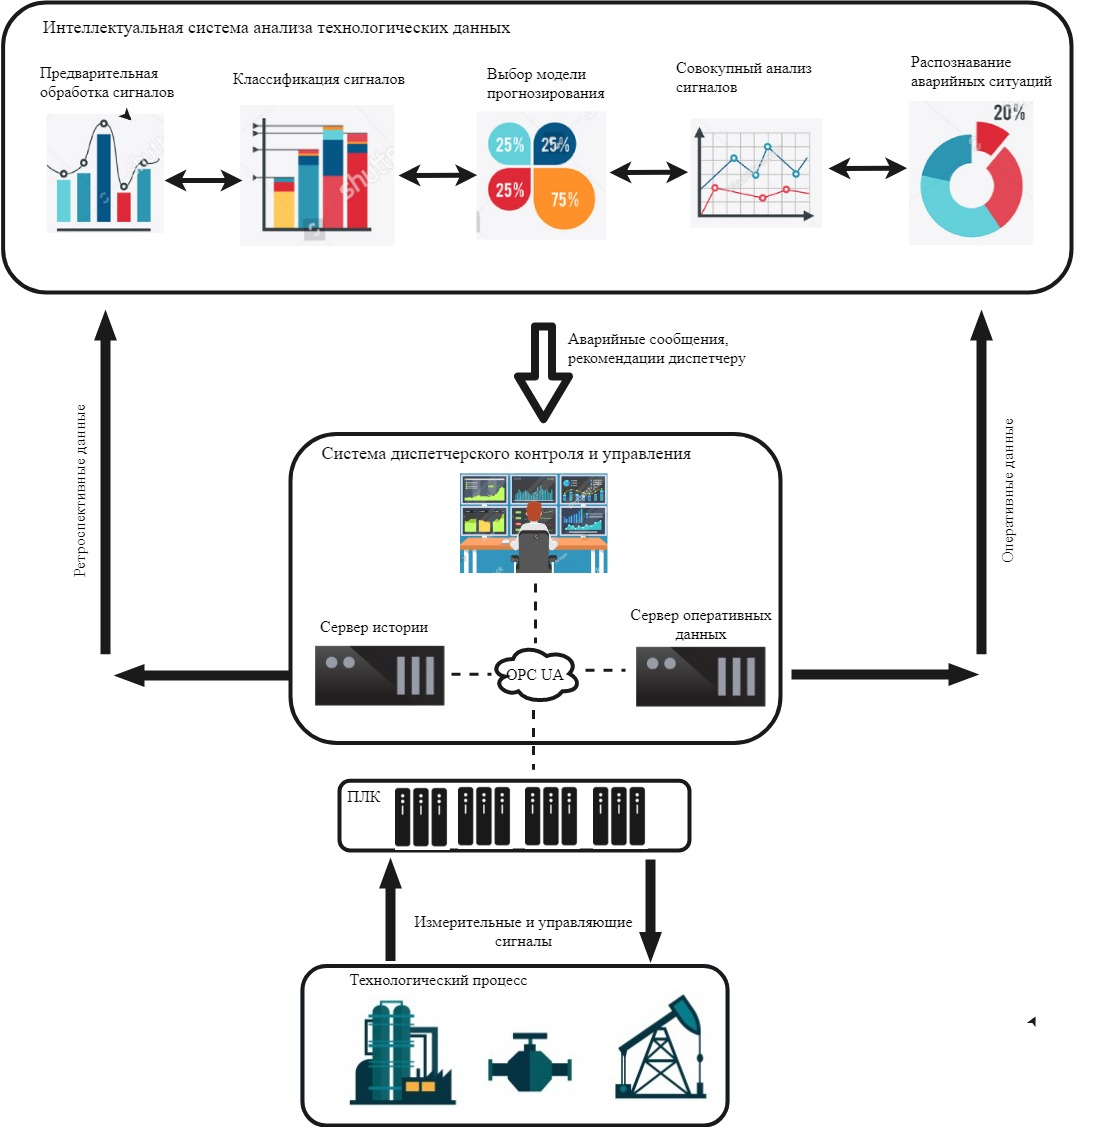 Интеллектуальная система анализа технологических данных
Предварительная
обработка сигналов
Классификация сигналов
Выбор модели
прогнозирования
Совокупный анализ
сигналов
Распознавание
аварийных ситуаций
20%
25%
25%
25%
75%
Аварийные сообщения,
рекомендации диспетчеру
Ретроспективные данные
Оперативные данные
Система диспетчерского контроля и управления
Сервер истории
Сервер оперативных
данных
OPC UA
ПЛК
Измерительные и управляющие
сигналы
Технологический процесс